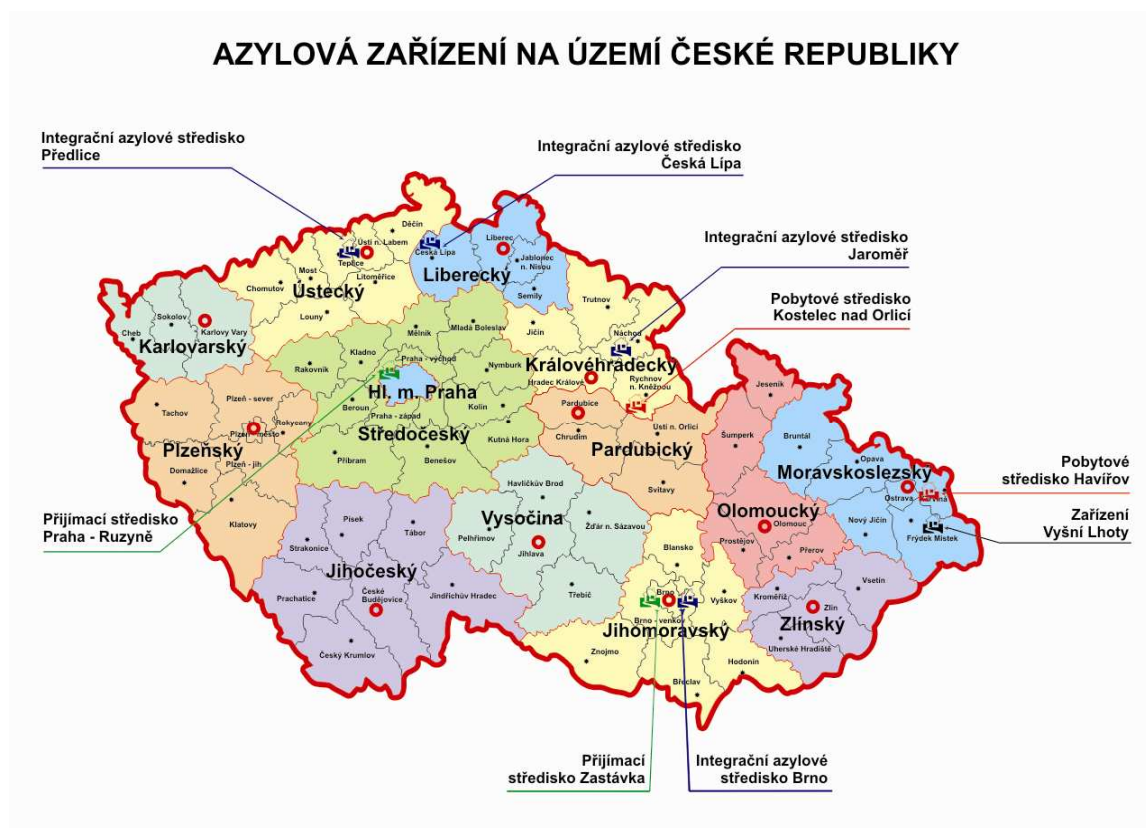 AZYLOVÁ ZAŘÍZENÍ NA ÚZEMÍ ČESKÉ REPUBLIKY
Integrační azylové středisko
Předlice
Integrační azylové středisko
Česká Lípa
Integrační azylové středisko
Jaroměř
Pobytové středisko
Kostelec nad Orlicí
Děčín
Ústí n. Labem
Teplice
Most
Litoměřice
Chomutov
Ústecký
Louny
Česká Lípa
Liberec
Jablonec
n. Nisou
Liberecký
Semily
Sokolov
Cheb
Karlovy Vary
Karlovarský
Trutnov
Jičín
Náchod
Královéhrádecký
Hradec Králové
Rychnov
n. Kněžnou
Mělník
Mladá Boleslav
Kladno
Praha - východ
Rakovník
Nymburk
Hl. m. Praha
Beroun
Praha - západ
Kolín
Středočeský
Kutná Hora
Příbram
Benešov
Tachov
Plzeň - sever
Rokycany
Plzeň - město
Plzeňský
Domažlice
Plzeň - jih
Klatovy
Pardubice
Chrudim
Ústí n. Orlicí
Pardubický
Svitavy
Jeseník
Šumperk
Olomoucký
Olomouc
Prostějov
Přerov
Bruntál
Opava
Moravskoslezský
Ostrava
Nový Jičín
Frýdek Místek
Pobytové
středisko Havířov
Zařízení
Vyšní Lhoty
Přijímací středisko
Praha - Ruzyně
Havlíčkův Brod
Vysočina
Žďár n. Sázavou
Pelhřimov
Jihlava
Třebíč
Písek
Tábor
Strakonice
Jihočeský
Prachatice
České
Budějovice
Jindřichův Hradec
Český Krumlov
Blansko
Brno
Vyškov
Brno - venkov
Jihomoravský
Znojmo
Hodonín
Břeclav
Vsetín
Kroměříž
Zlín
Zlínský
Uherské Hradiště
Přijímací
středisko Zastávka
Integrační azylové
středisko Brno